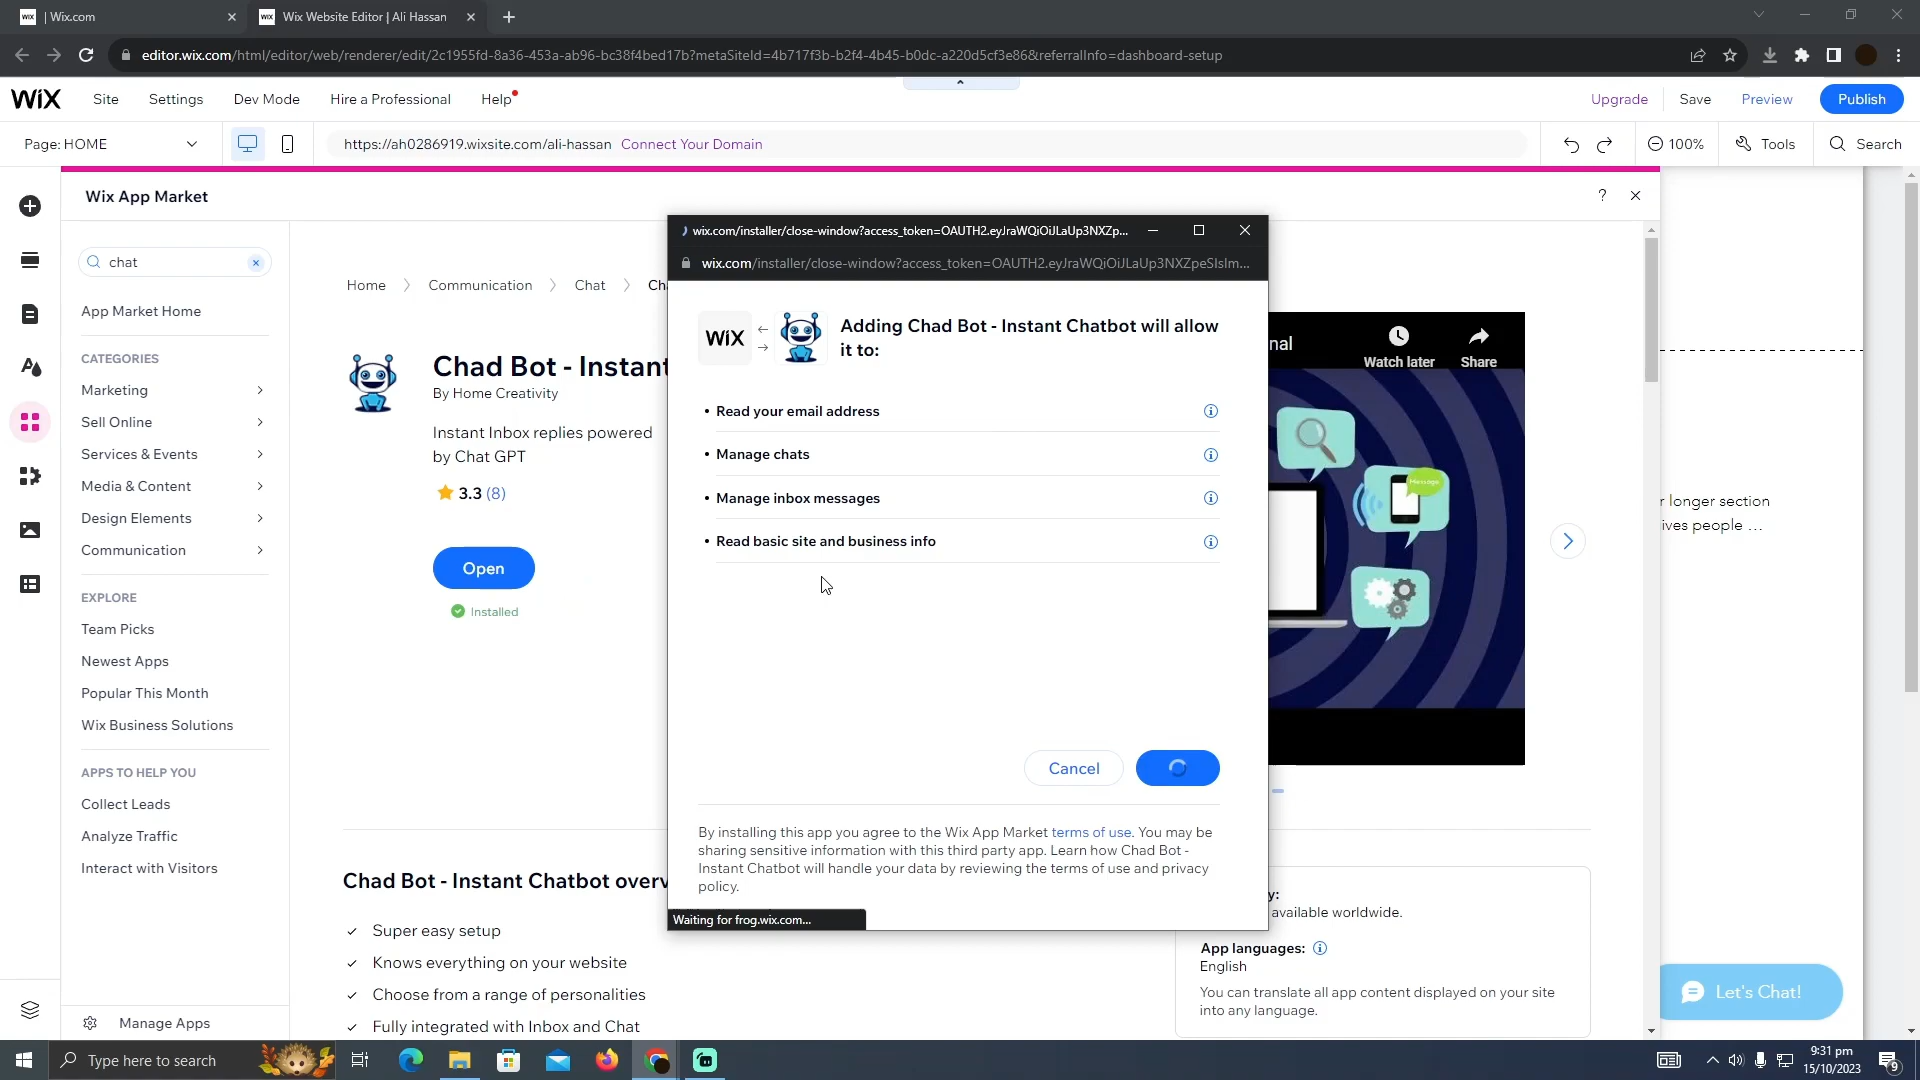 WiX | Wix.com
WiX Wix Website Editor | Ali Hassan
editor.wix.com/html/editor/web/renderer/edit/2c1955fd-8a36-453a-ab96-bc38f4bed17b?metaSiteId=4b717f3b-b2f4-4b45-b0dc-a220d5cf3e86&referralInfo=dashboard-setup
WiX Site Settings Dev Mode Hire a Professional Help Upgrade Save Preview Publish
Page: HOME https://ah0286919.wixsite.com/ali-hassan Connect Your Domain 100% Tools Search
Wix App Market ?
chat
App Market Home
CATEGORIES
Marketing
Sell Online
Services & Events
Media & Content
Design Elements
Communication
EXPLORE
Team Picks
Newest Apps
Popular This Month
Wix Business Solutions
APPS TO HELP YOU
Collect Leads
Analyze Traffic
Interact with Visitors
Manage Apps
Home Communication Chat Cha
Chad Bot - Instant
By Home Creativity
Instant Inbox replies powered
by Chat GPT
3.3 (8)
Open
Installed
Chad Bot - Instant Chatbot overv
Super easy setup
Knows everything on your website
Choose from a range of personalities
Fully integrated with Inbox and Chat
wix.com/installer/close-window?access_token=OAUTH2.eyJraWQiOiJLaUp3NXZp...
wix.com/installer/close-window?access_token=OAUTH2.eyJraWQiOiJLaUp3NXZpeSIsIm...
WiX
Adding Chad Bot - Instant Chatbot will allow
it to:
• Read your email address
• Manage chats
• Manage inbox messages
• Read basic site and business info
Cancel
By installing this app you agree to the Wix App Market terms of use. You may be
sharing sensitive information with this third party app. Learn how Chad Bot -
Instant Chatbot will handle your data by reviewing the terms of use and privacy
policy.
Waiting for frog.wix.com...
nal
Watch later Share
Message
r longer section
ives people ...
y:
available worldwide.
App languages:
English
You can translate all app content displayed on your site
into any language.
Let's Chat!
Type here to search
9:31 pm
15/10/2023
9